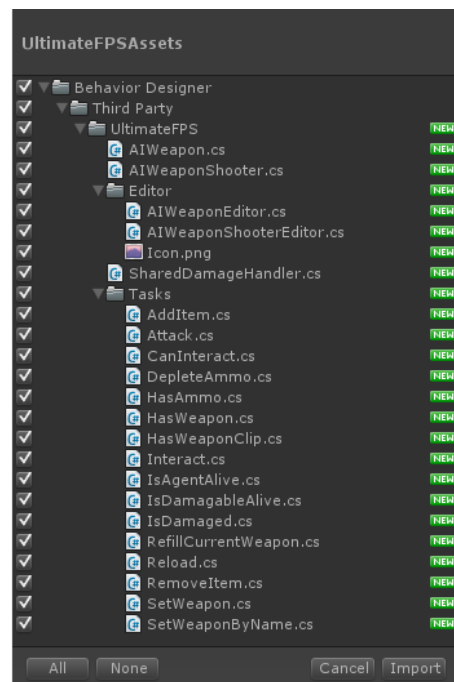 UltimateFPSAssets
Behavior Designer
Third Party
UltimateFPS NEW
AIWeapon.cs NEW
AIWeaponShooter.cs NEW
Editor NEW
AIWeaponEditor.cs NEW
AIWeaponShooterEditor.cs NEW
Icon.png NEW
SharedDamageHandler.cs NEW
Tasks NEW
AddItem.cs NEW
Attack.cs NEW
CanInteract.cs NEW
DepleteAmmo.cs NEW
HasAmmo.cs NEW
HasWeapon.cs NEW
HasWeaponClip.cs NEW
Interact.cs NEW
IsAgentAlive.cs NEW
IsDamagableAlive.cs NEW
IsDamaged.cs NEW
RefillCurrentWeapon.cs NEW
Reload.cs NEW
RemoveItem.cs NEW
SetWeapon.cs NEW
SetWeaponByName.cs NEW
All None Cancel Import